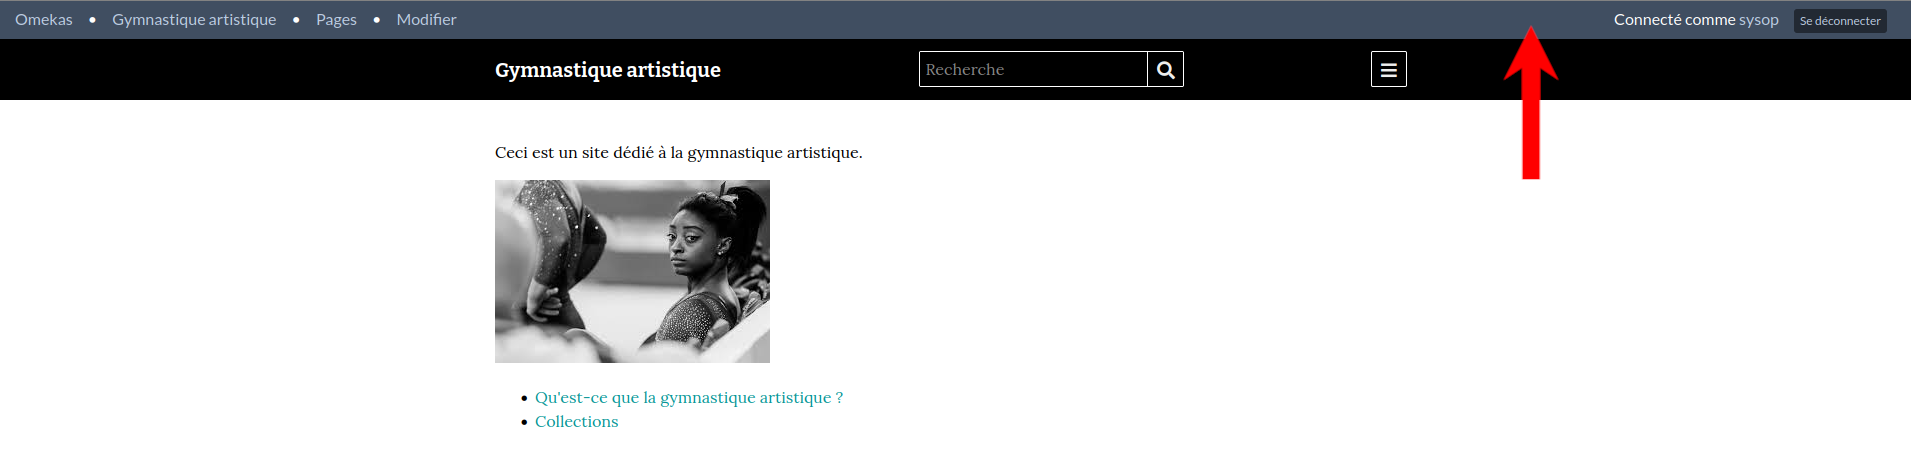 Omekas • Gymnastique artistique • Pages • Modifier Connecté comme sysop Se déconnecter
Gymnastique artistique Recherche
Ceci est un site dédié à la gymnastique artistique.
• Qu'est-ce que la gymnastique artistique ?
• Collections